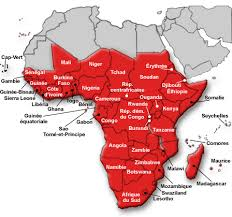 Cap-Vert
Mali
Niger
Tchad
Érythrée
Soudan
Sénégal
Gambie
Guinée-Bissau
Guinée
Sierra Leone
Burkina
Faso
Côte
d'Ivoire
Libéria
Ghana
Togo
Bénin
Nigéria
Cameroun
Rép.
centrafricaine
Djibouti
Éthiopie
Somalie
Ouganda
Kenya
Guinée
équatoriale
Sao
Tomé-et-Principe
Gabon
Congo
Rép. dém.
du Congo
Rwanda
Burundi
Tanzanie
Seychelles
Comores
Angola
Zambie
Malawi
Zimbabwe
Namibie
Botswana
Maurice
Madagascar
Mozambique
Swaziland
Lesotho
Afrique
du Sud